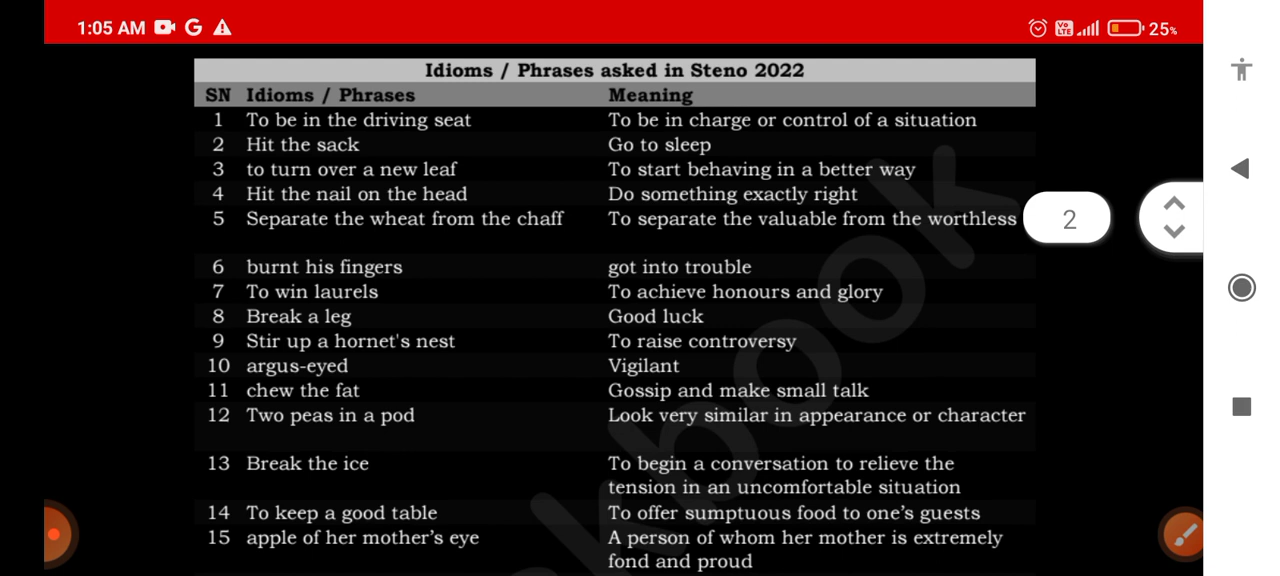 1:05 AM G 25%
Idioms / Phrases asked in Steno 2022
SN Idioms / Phrases Meaning
1 To be in the driving seat To be in charge or control of a situation
2 Hit the sack Go to sleep
3 to turn over a new leaf To start behaving in a better way
4 Hit the nail on the head Do something exactly right
5 Separate the wheat from the chaff To separate the valuable from the worthless
2
6 burnt his fingers got into trouble
7 To win laurels To achieve honours and glory
8 Break a leg Good luck
9 Stir up a hornet's nest To raise controversy
10 argus-eyed Vigilant
11 chew the fat Gossip and make small talk
12 Two peas in a pod Look very similar in appearance or character
13 Break the ice To begin a conversation to relieve the
tension in an uncomfortable situation
14 To keep a good table To offer sumptuous food to one’s guests
15 apple of her mother’s eye A person of whom her mother is extremely
fond and proud